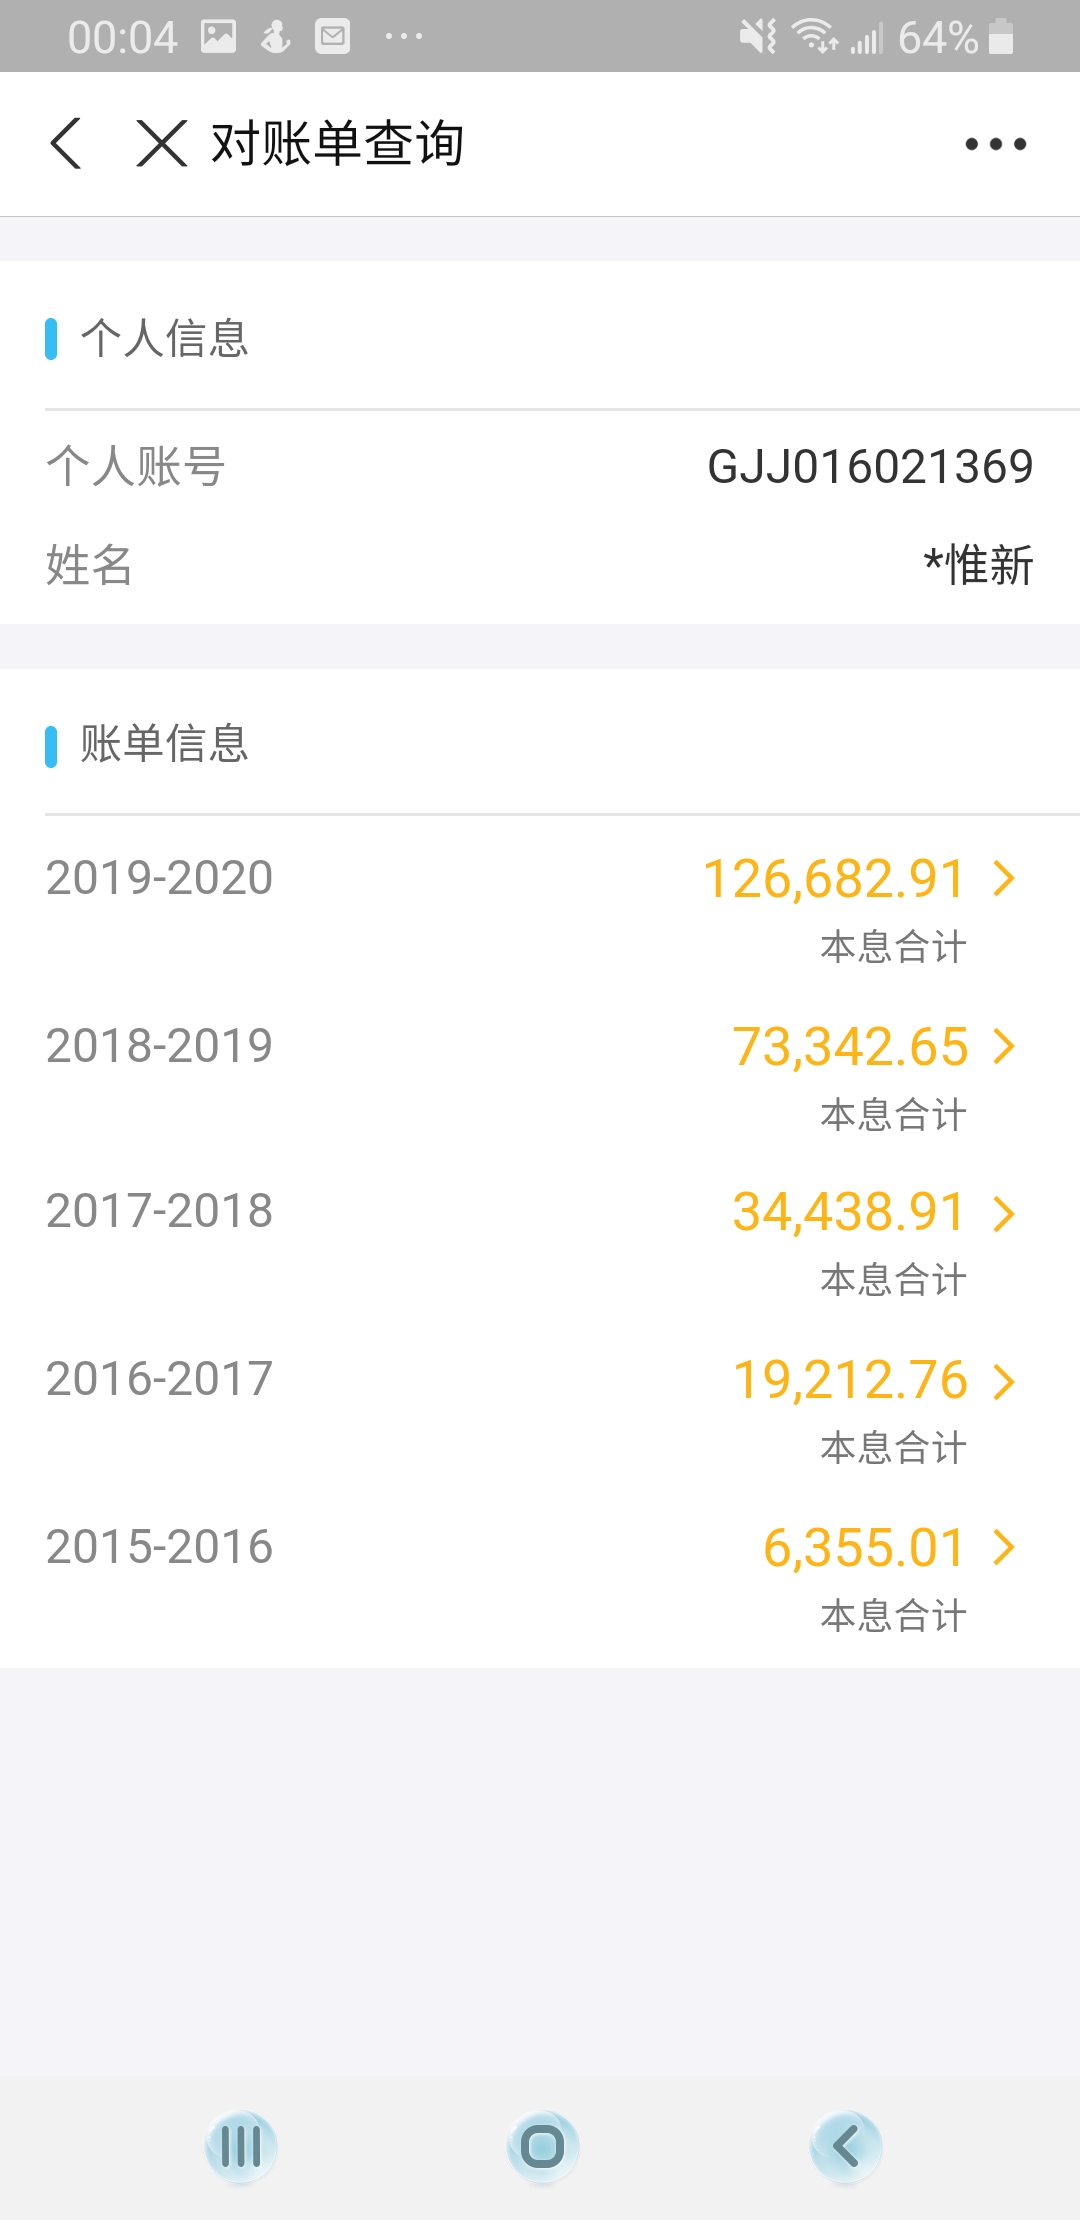 00:04
64%
对账单查询
个人信息
个人账号 GJJ016021369
姓名 *惟新
账单信息
2019-2020 126,682.91
本息合计
2018-2019 73,342.65
本息合计
2017-2018 34,438.91
本息合计
2016-2017 19,212.76
本息合计
2015-2016 6,355.01
本息合计